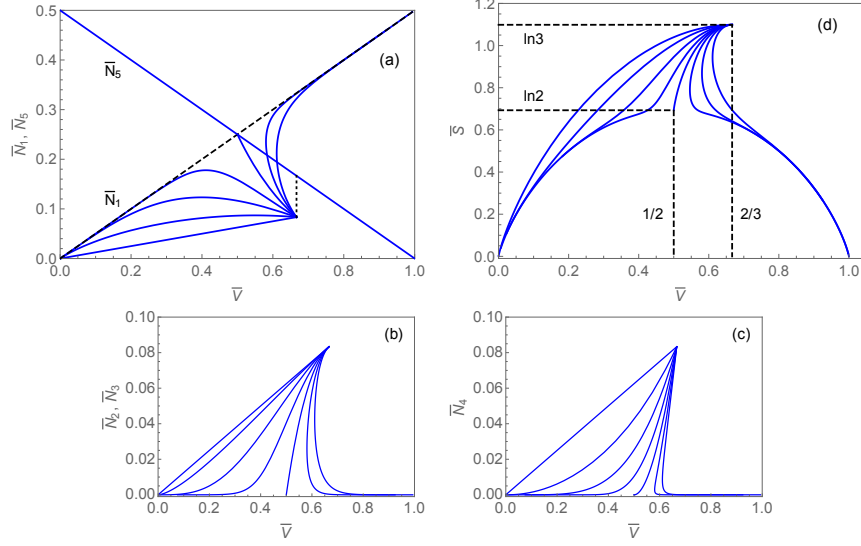 (a)
N̅₁, N̅₅
0.5
0.4
0.3
0.2
0.1
0.0
N̅₅
N̅₁
0.0 0.2 0.4 0.6 0.8 1.0
V̅
(d)
S̅
1.2
1.0
0.8
0.6
0.4
0.2
0.0
ln3
ln2
1/2 2/3
0.0 0.2 0.4 0.6 0.8 1.0
V̅
(b)
N̅₂, N̅₃
0.10
0.08
0.06
0.04
0.02
0.00
0.0 0.2 0.4 0.6 0.8 1.0
V̅
(c)
N̅₄
0.10
0.08
0.06
0.04
0.02
0.00
0.0 0.2 0.4 0.6 0.8 1.0
V̅